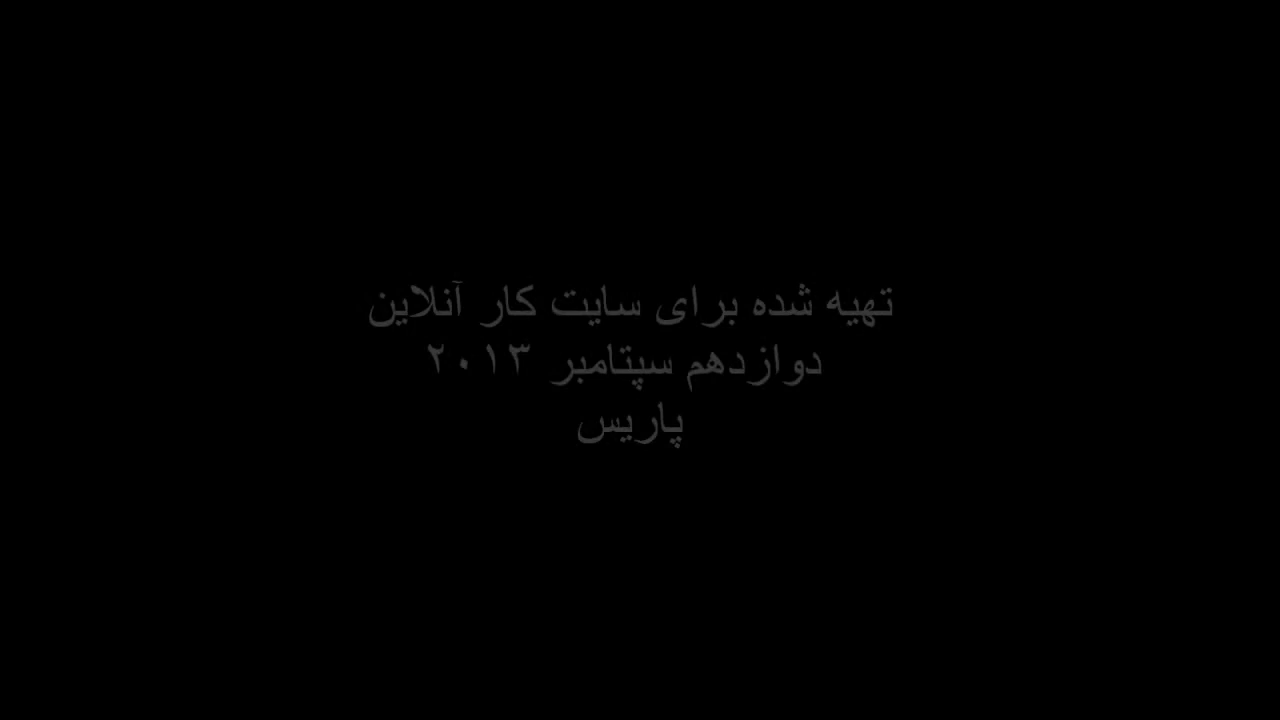 تهیه شده برای سایت کار آنلاین
دوازدهم سپتامبر ۲۰۱۳
پاریس